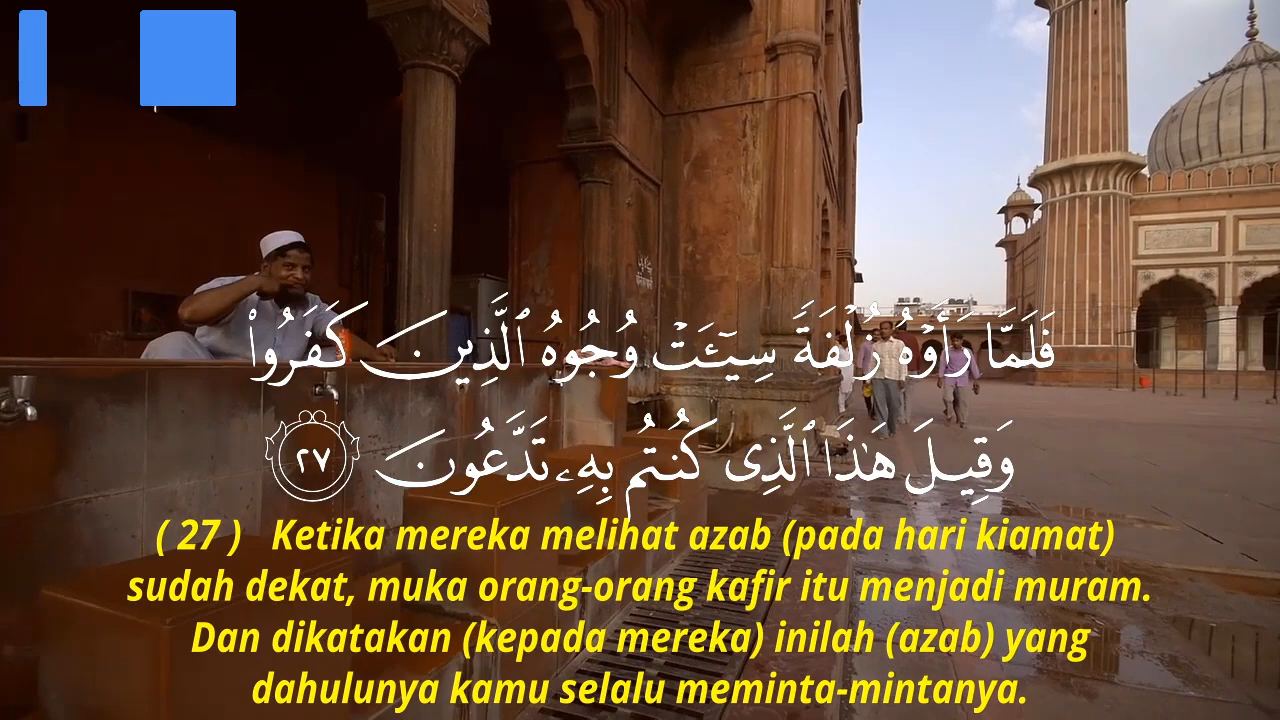 فَلَمَّا رَأَوْهُ زُلْفَةً سِيٓـَٔتْ وُجُوهُ ٱلَّذِينَ كَفَرُوا۟
وَقِيلَ هَـٰذَا ٱلَّذِى كُنتُم بِهِۦ تَدَّعُونَ ٢٧
( 27 ) Ketika mereka melihat azab (pada hari kiamat)
sudah dekat, muka orang-orang kafir itu menjadi muram.
Dan dikatakan (kepada mereka) inilah (azab) yang
dahulunya kamu selalu meminta-mintanya.